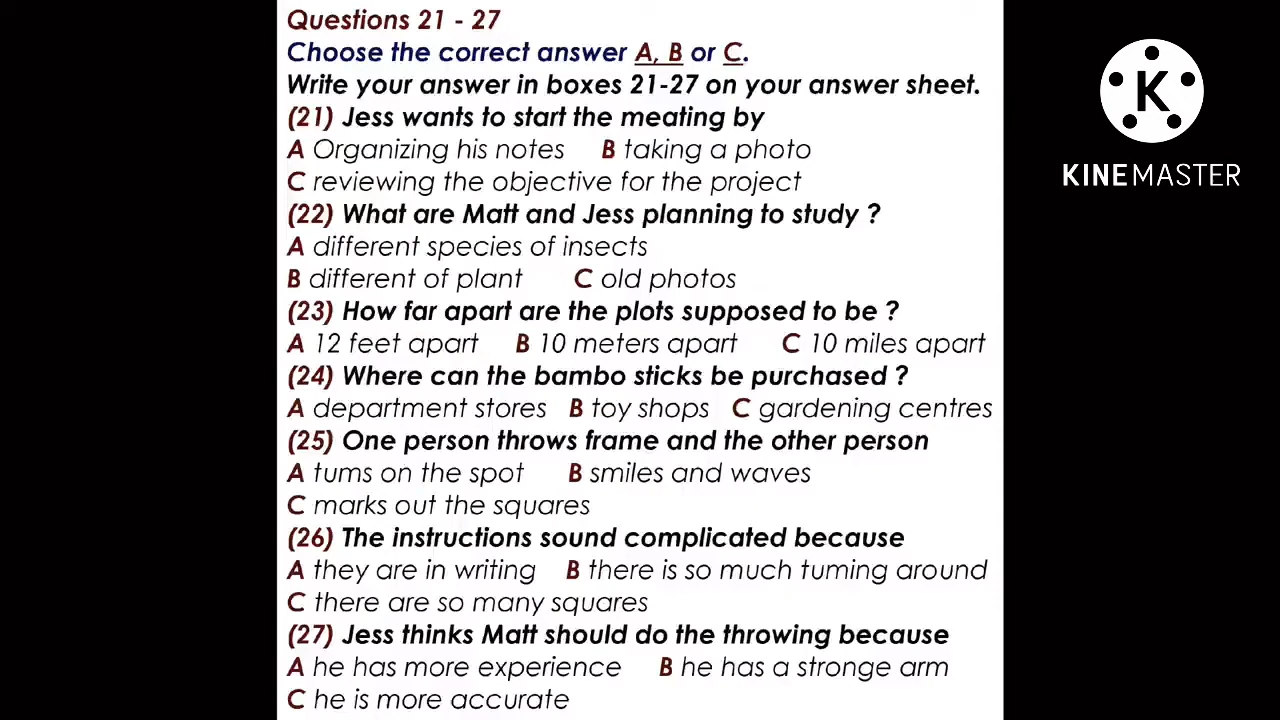 Questions 21 - 27
Choose the correct answer A, B or C.
Write your answer in boxes 21-27 on your answer sheet.
(21) Jess wants to start the meating by
A Organizing his notes B taking a photo
C reviewing the objective for the project
(22) What are Matt and Jess planning to study ?
A different species of insects
B different of plant C old photos
(23) How far apart are the plots supposed to be ?
A 12 feet apart B 10 meters apart C 10 miles apart
(24) Where can the bambo sticks be purchased ?
A department stores B toy shops C gardening centres
(25) One person throws frame and the other person
A tums on the spot B smiles and waves
C marks out the squares
(26) The instructions sound complicated because
A they are in writing B there is so much tuming around
C there are so many squares
(27) Jess thinks Matt should do the throwing because
A he has more experience B he has a stronge arm
C he is more accurate
K
KINEMASTER